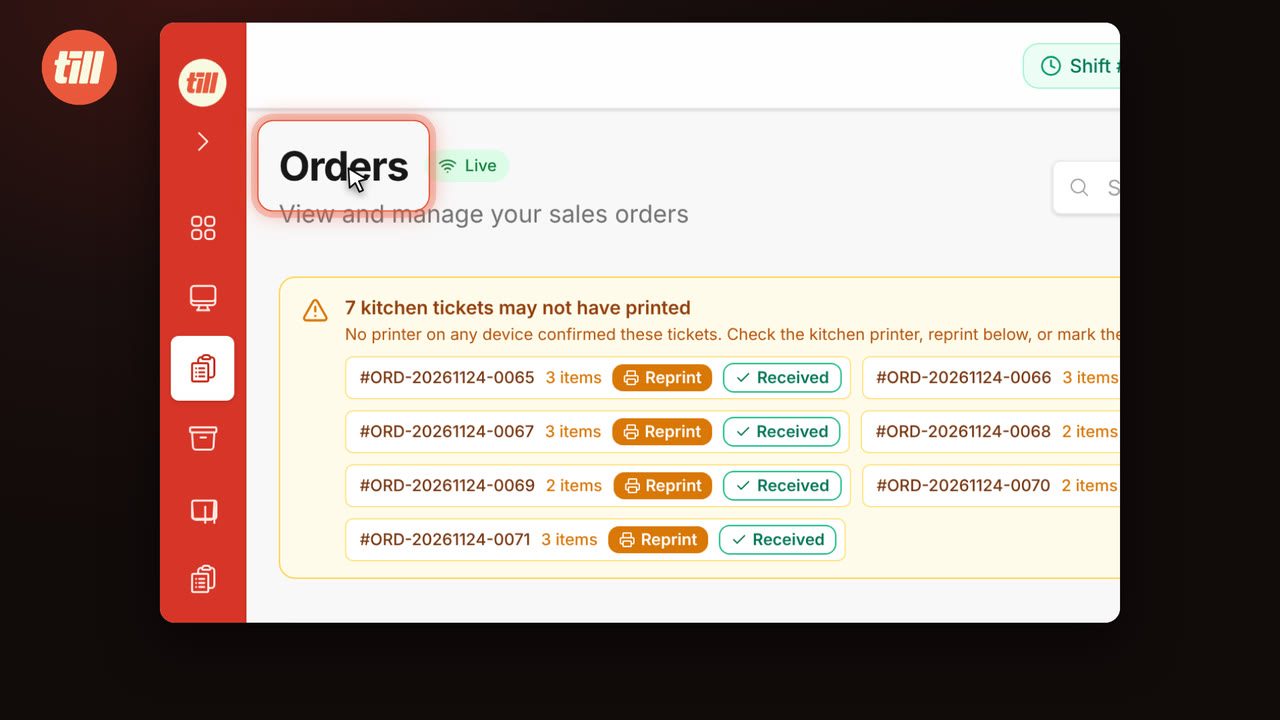 till
till
Shift #
Orders
Live
S
View and manage your sales orders
7 kitchen tickets may not have printed
No printer on any device confirmed these tickets. Check the kitchen printer, reprint below, or mark the
#ORD-20261124-0065 3 items Reprint Received #ORD-20261124-0066 3 items
#ORD-20261124-0067 3 items Reprint Received #ORD-20261124-0068 2 items
#ORD-20261124-0069 2 items Reprint Received #ORD-20261124-0070 2 items
#ORD-20261124-0071 3 items Reprint Received